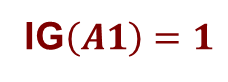 IG(A1) = 1